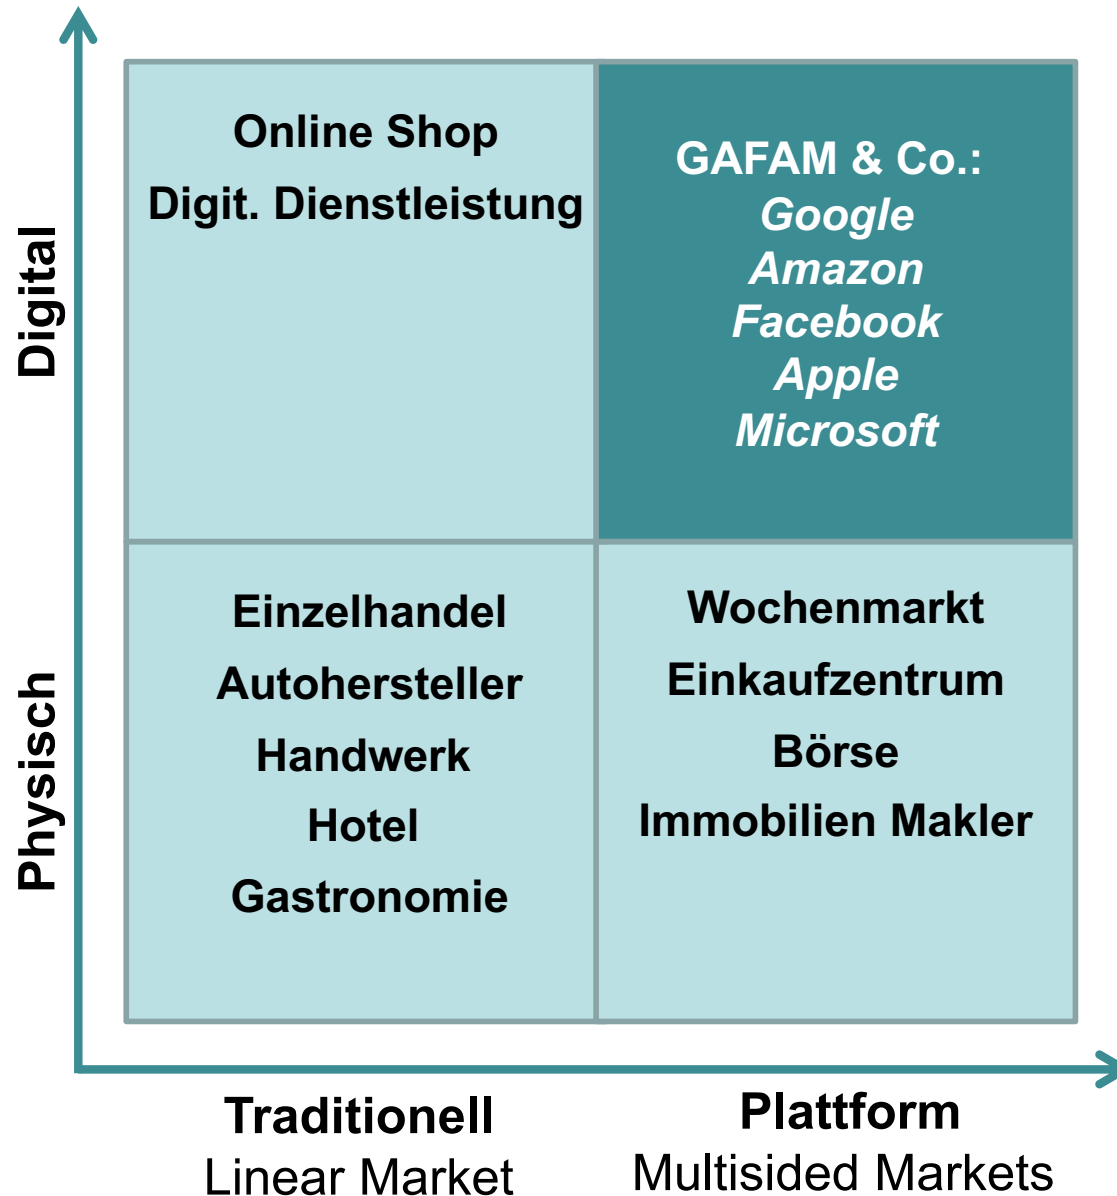 Digital
Physisch
Online Shop
Digit. Dienstleistung
GAFAM & Co.:
Google
Amazon
Facebook
Apple
Microsoft
Einzelhandel
Autohersteller
Handwerk
Hotel
Gastronomie
Wochenmarkt
Einkaufzentrum
Börse
Immobilien Makler
Traditionell
Linear Market
Plattform
Multisided Markets